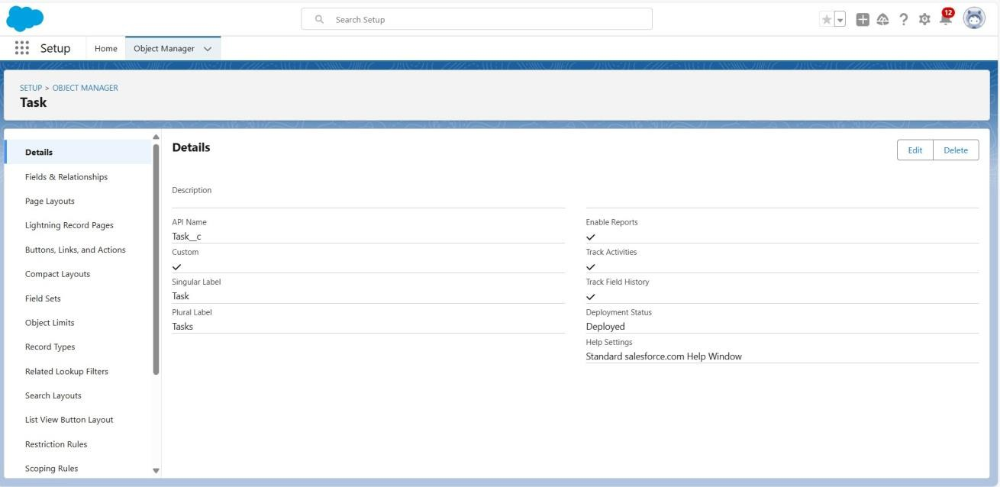 Search Setup
12
Setup
Home
Object Manager
SETUP > OBJECT MANAGER
Task
Details
Fields & Relationships
Page Layouts
Lightning Record Pages
Buttons, Links, and Actions
Compact Layouts
Field Sets
Object Limits
Record Types
Related Lookup Filters
Search Layouts
List View Button Layout
Restriction Rules
Scoping Rules
Details
Edit
Delete
Description
API Name
Task__c
Custom
Singular Label
Task
Plural Label
Tasks
Enable Reports
Track Activities
Track Field History
Deployment Status
Deployed
Help Settings
Standard salesforce.com Help Window